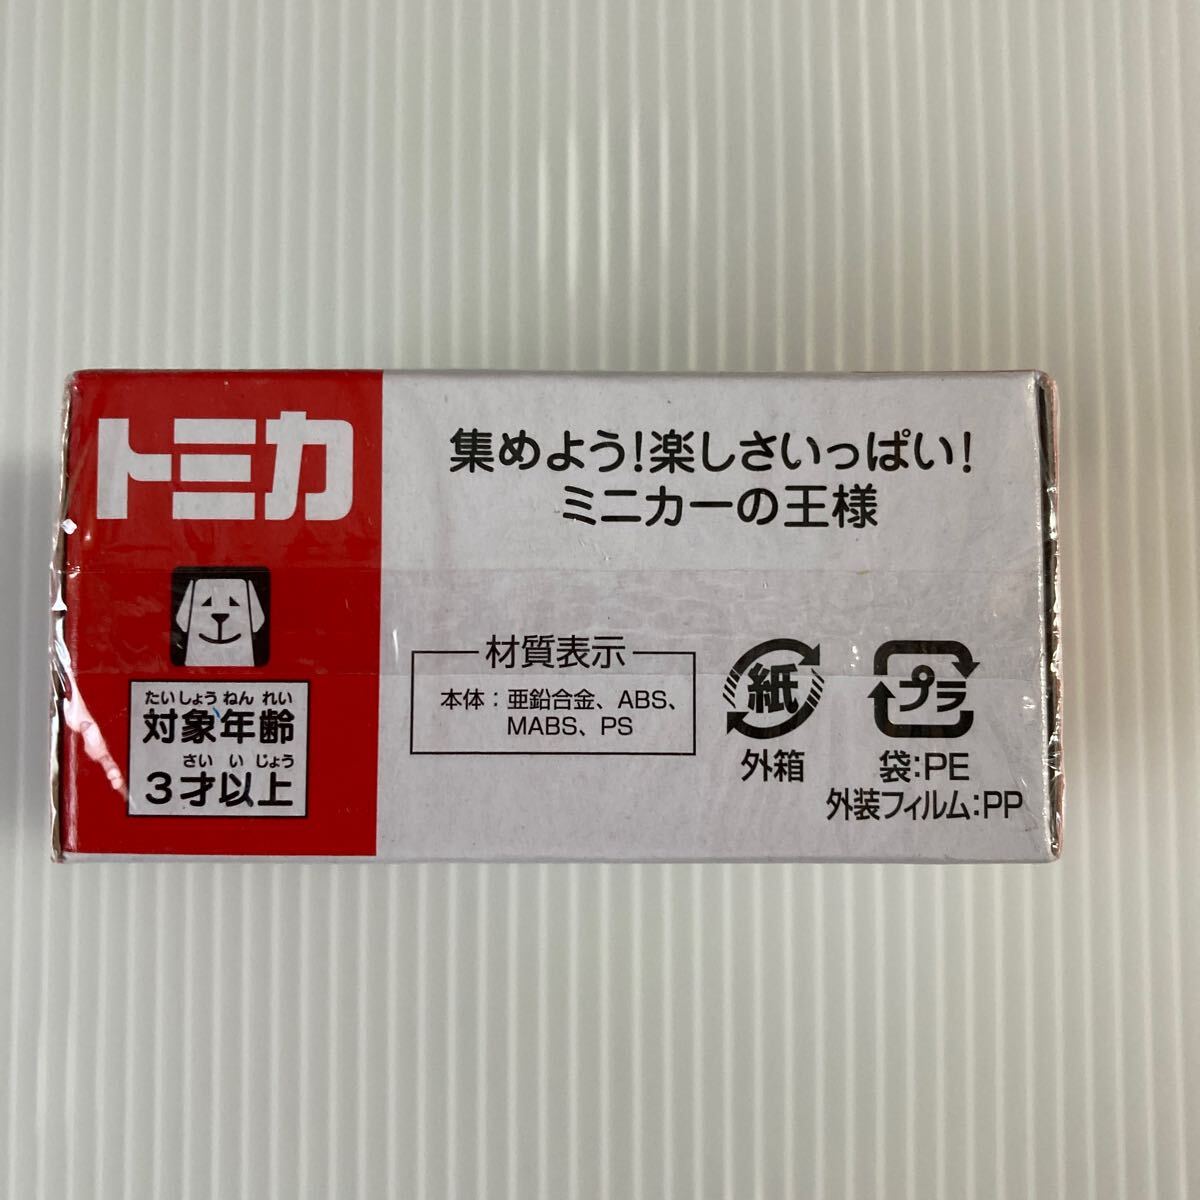 トミカ
たいしょうねんれい
対象年齢
さいいじょう
3才以上
集めよう!楽しさいっぱい!
ミニカーの王様
材質表示
本体:亜鉛合金、ABS、
MABS、PS
紙
外箱
プラ
袋:PE
外装フィルム:PP